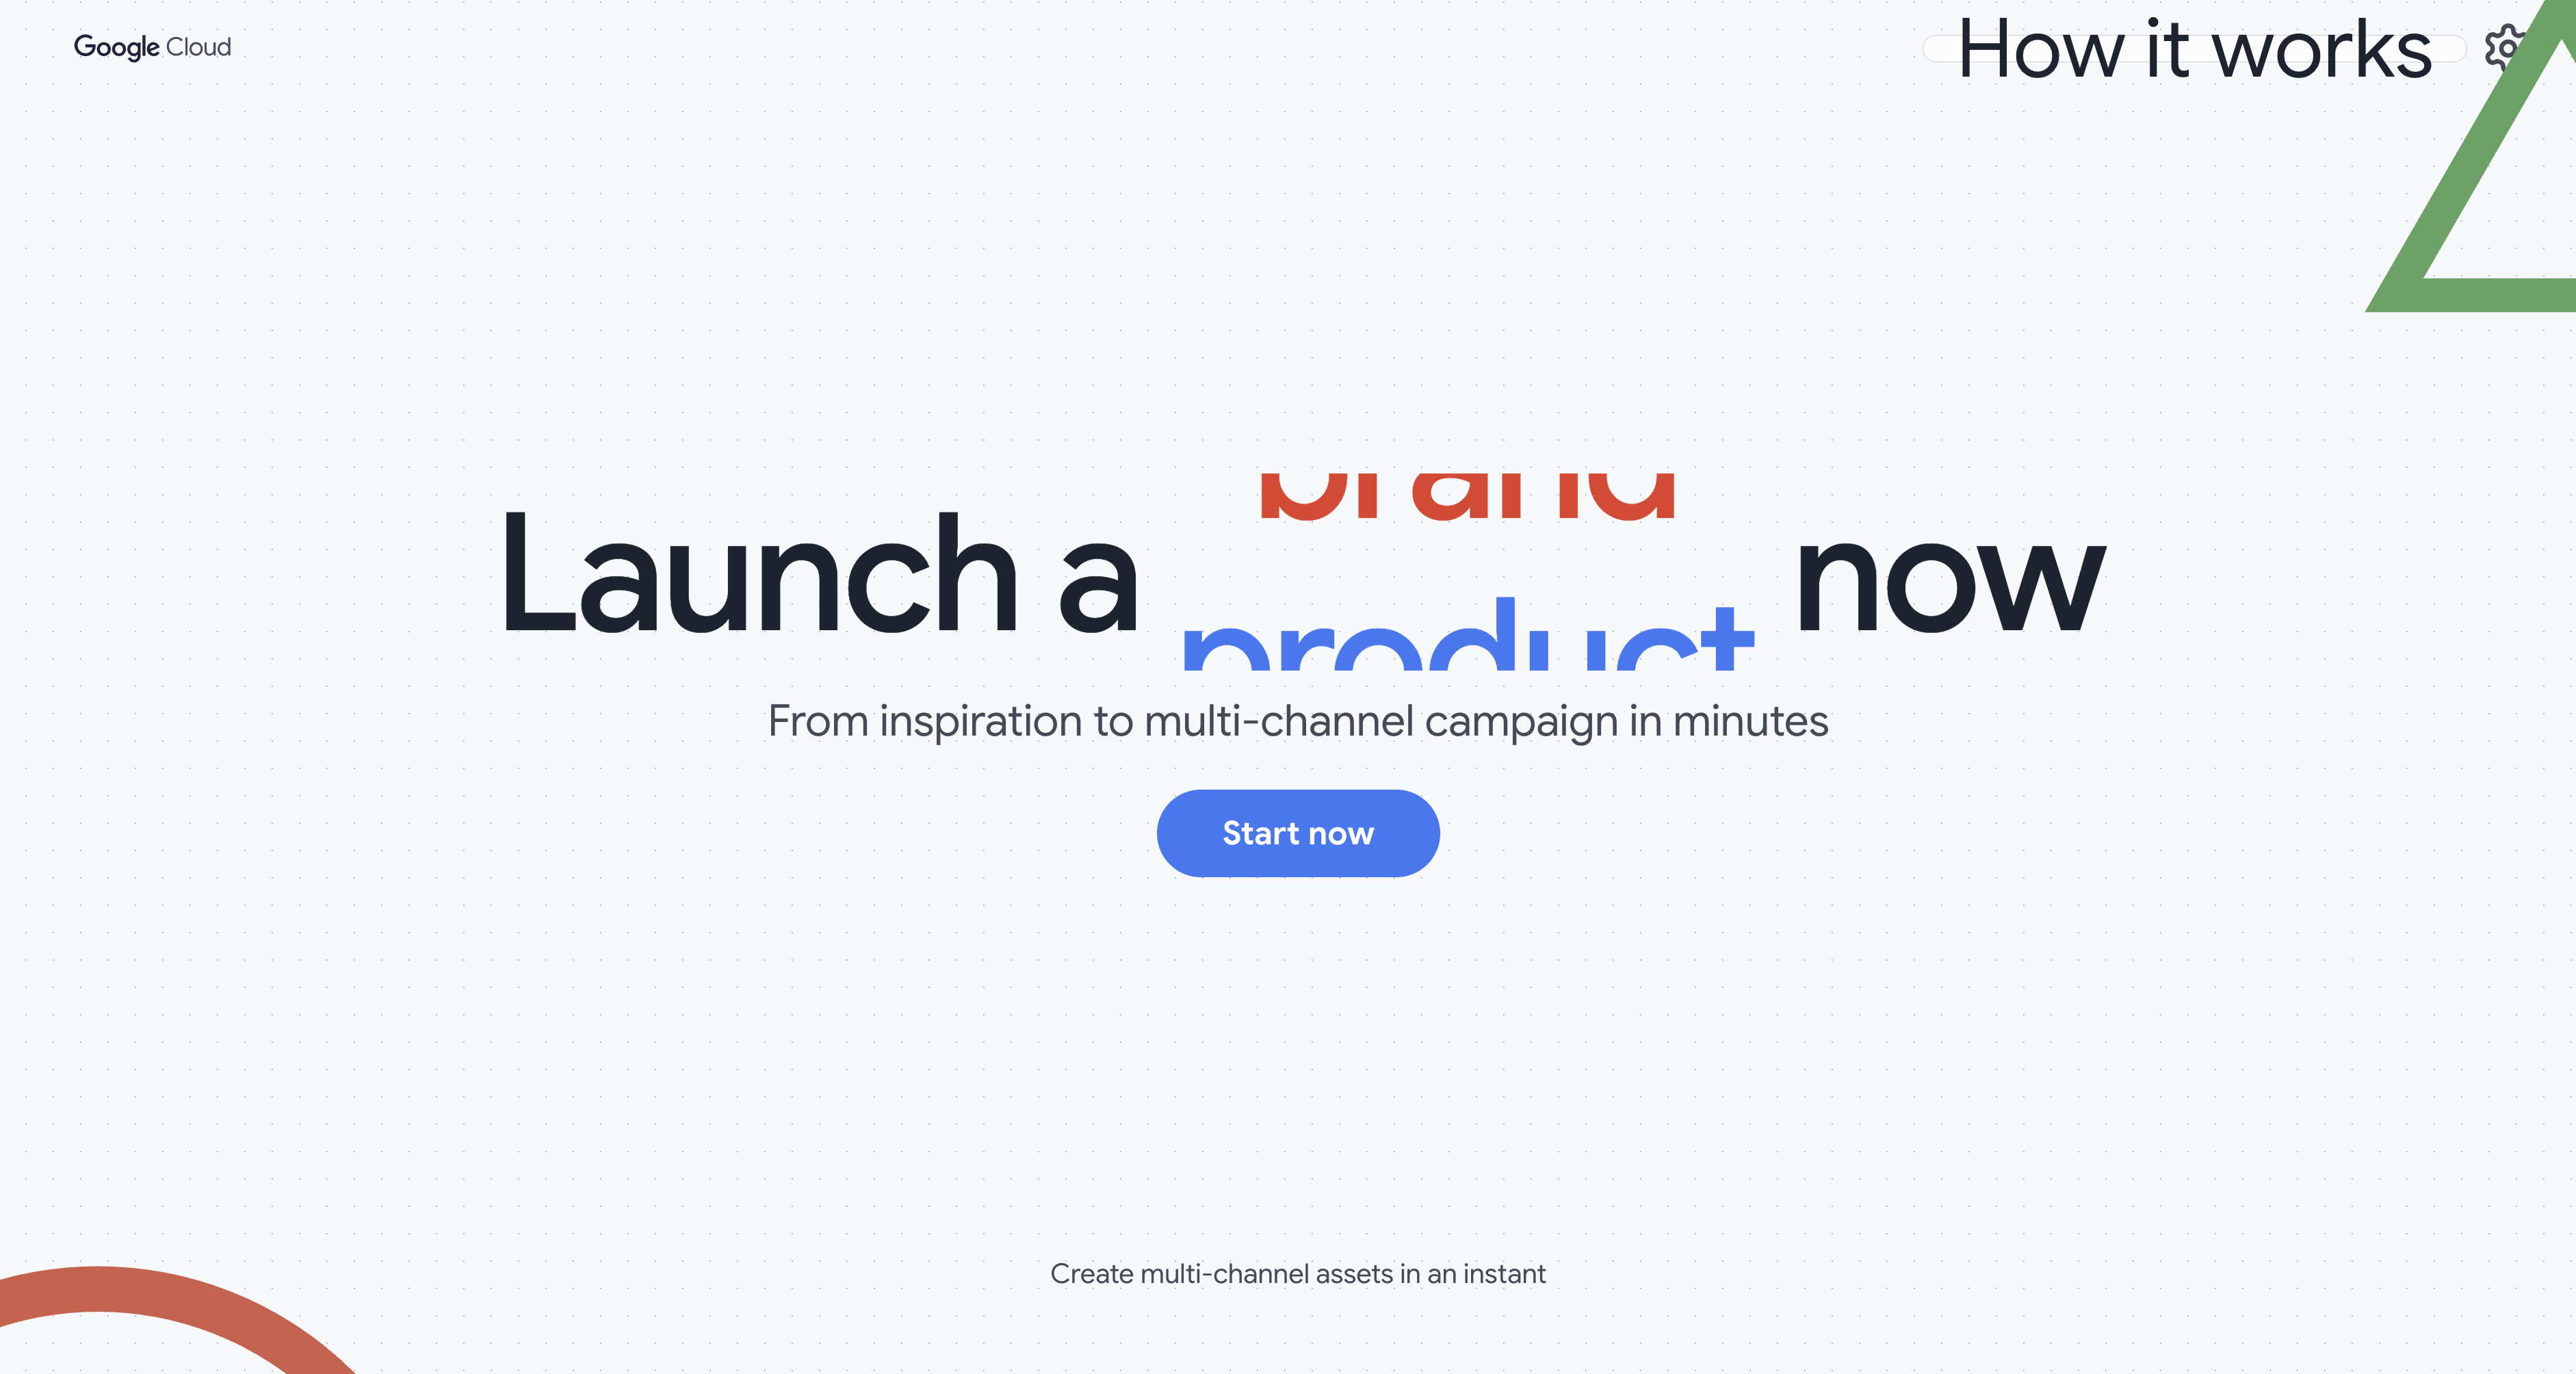 Google Cloud
How it works
brand
Launch a now
product
From inspiration to multi-channel campaign in minutes
Start now
Create multi-channel assets in an instant